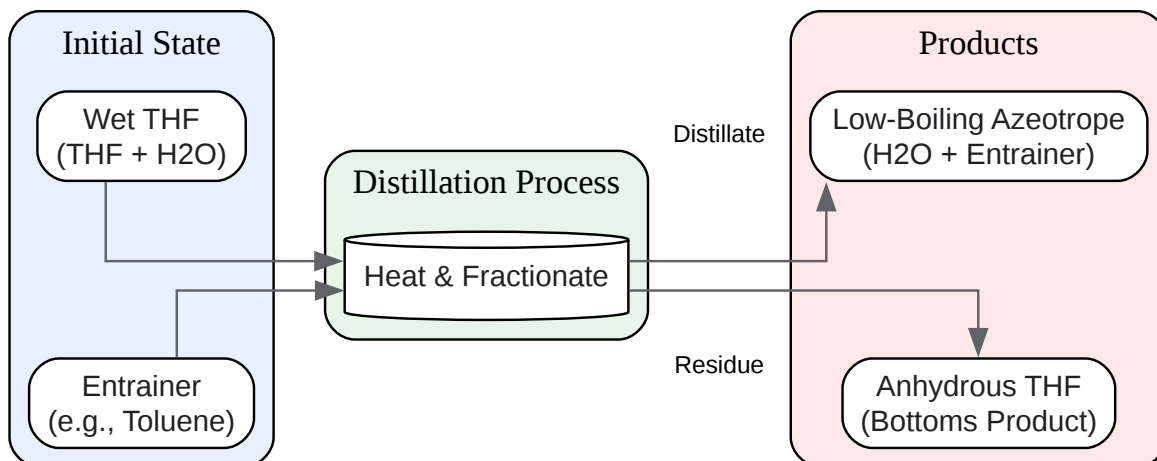 Initial State
Wet THF
(THF + H2O)
Entrainer
(e.g., Toluene)
Distillation Process
Heat & Fractionate
Distillate
Residue
Products
Low-Boiling Azeotrope
(H2O + Entrainer)
Anhydrous THF
(Bottoms Product)